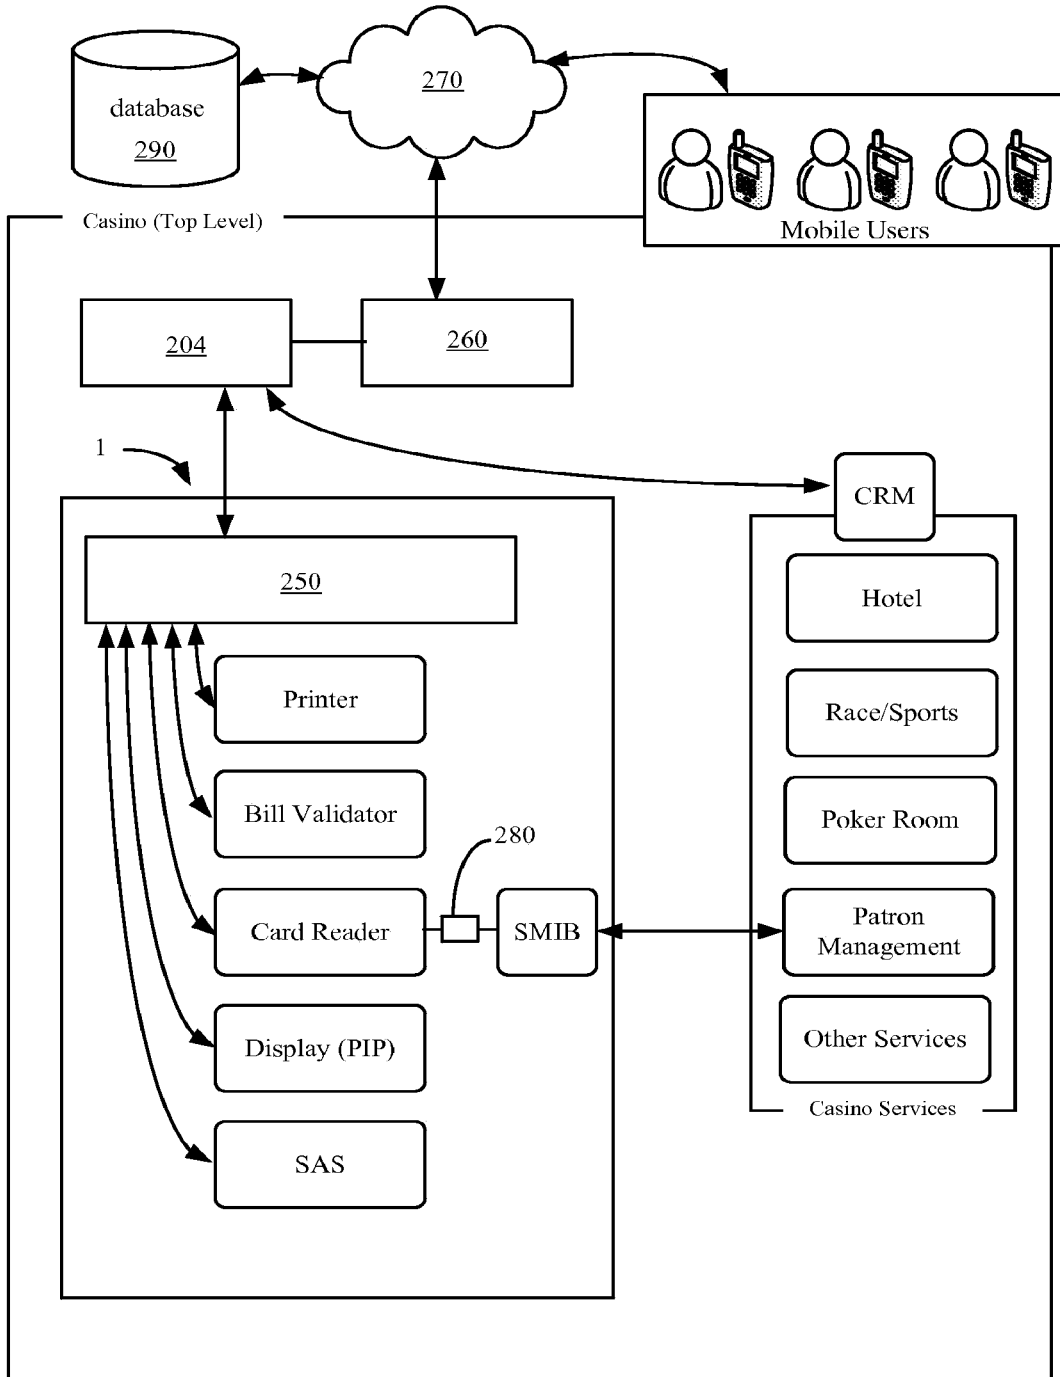 270
database
290
Casino (Top Level)
Mobile Users
204
260
1
CRM
250
Hotel
Printer
Race/Sports
Bill Validator
Poker Room
280
Card Reader
SMIB
Patron
Management
Display (PIP)
Other Services
Casino Services
SAS